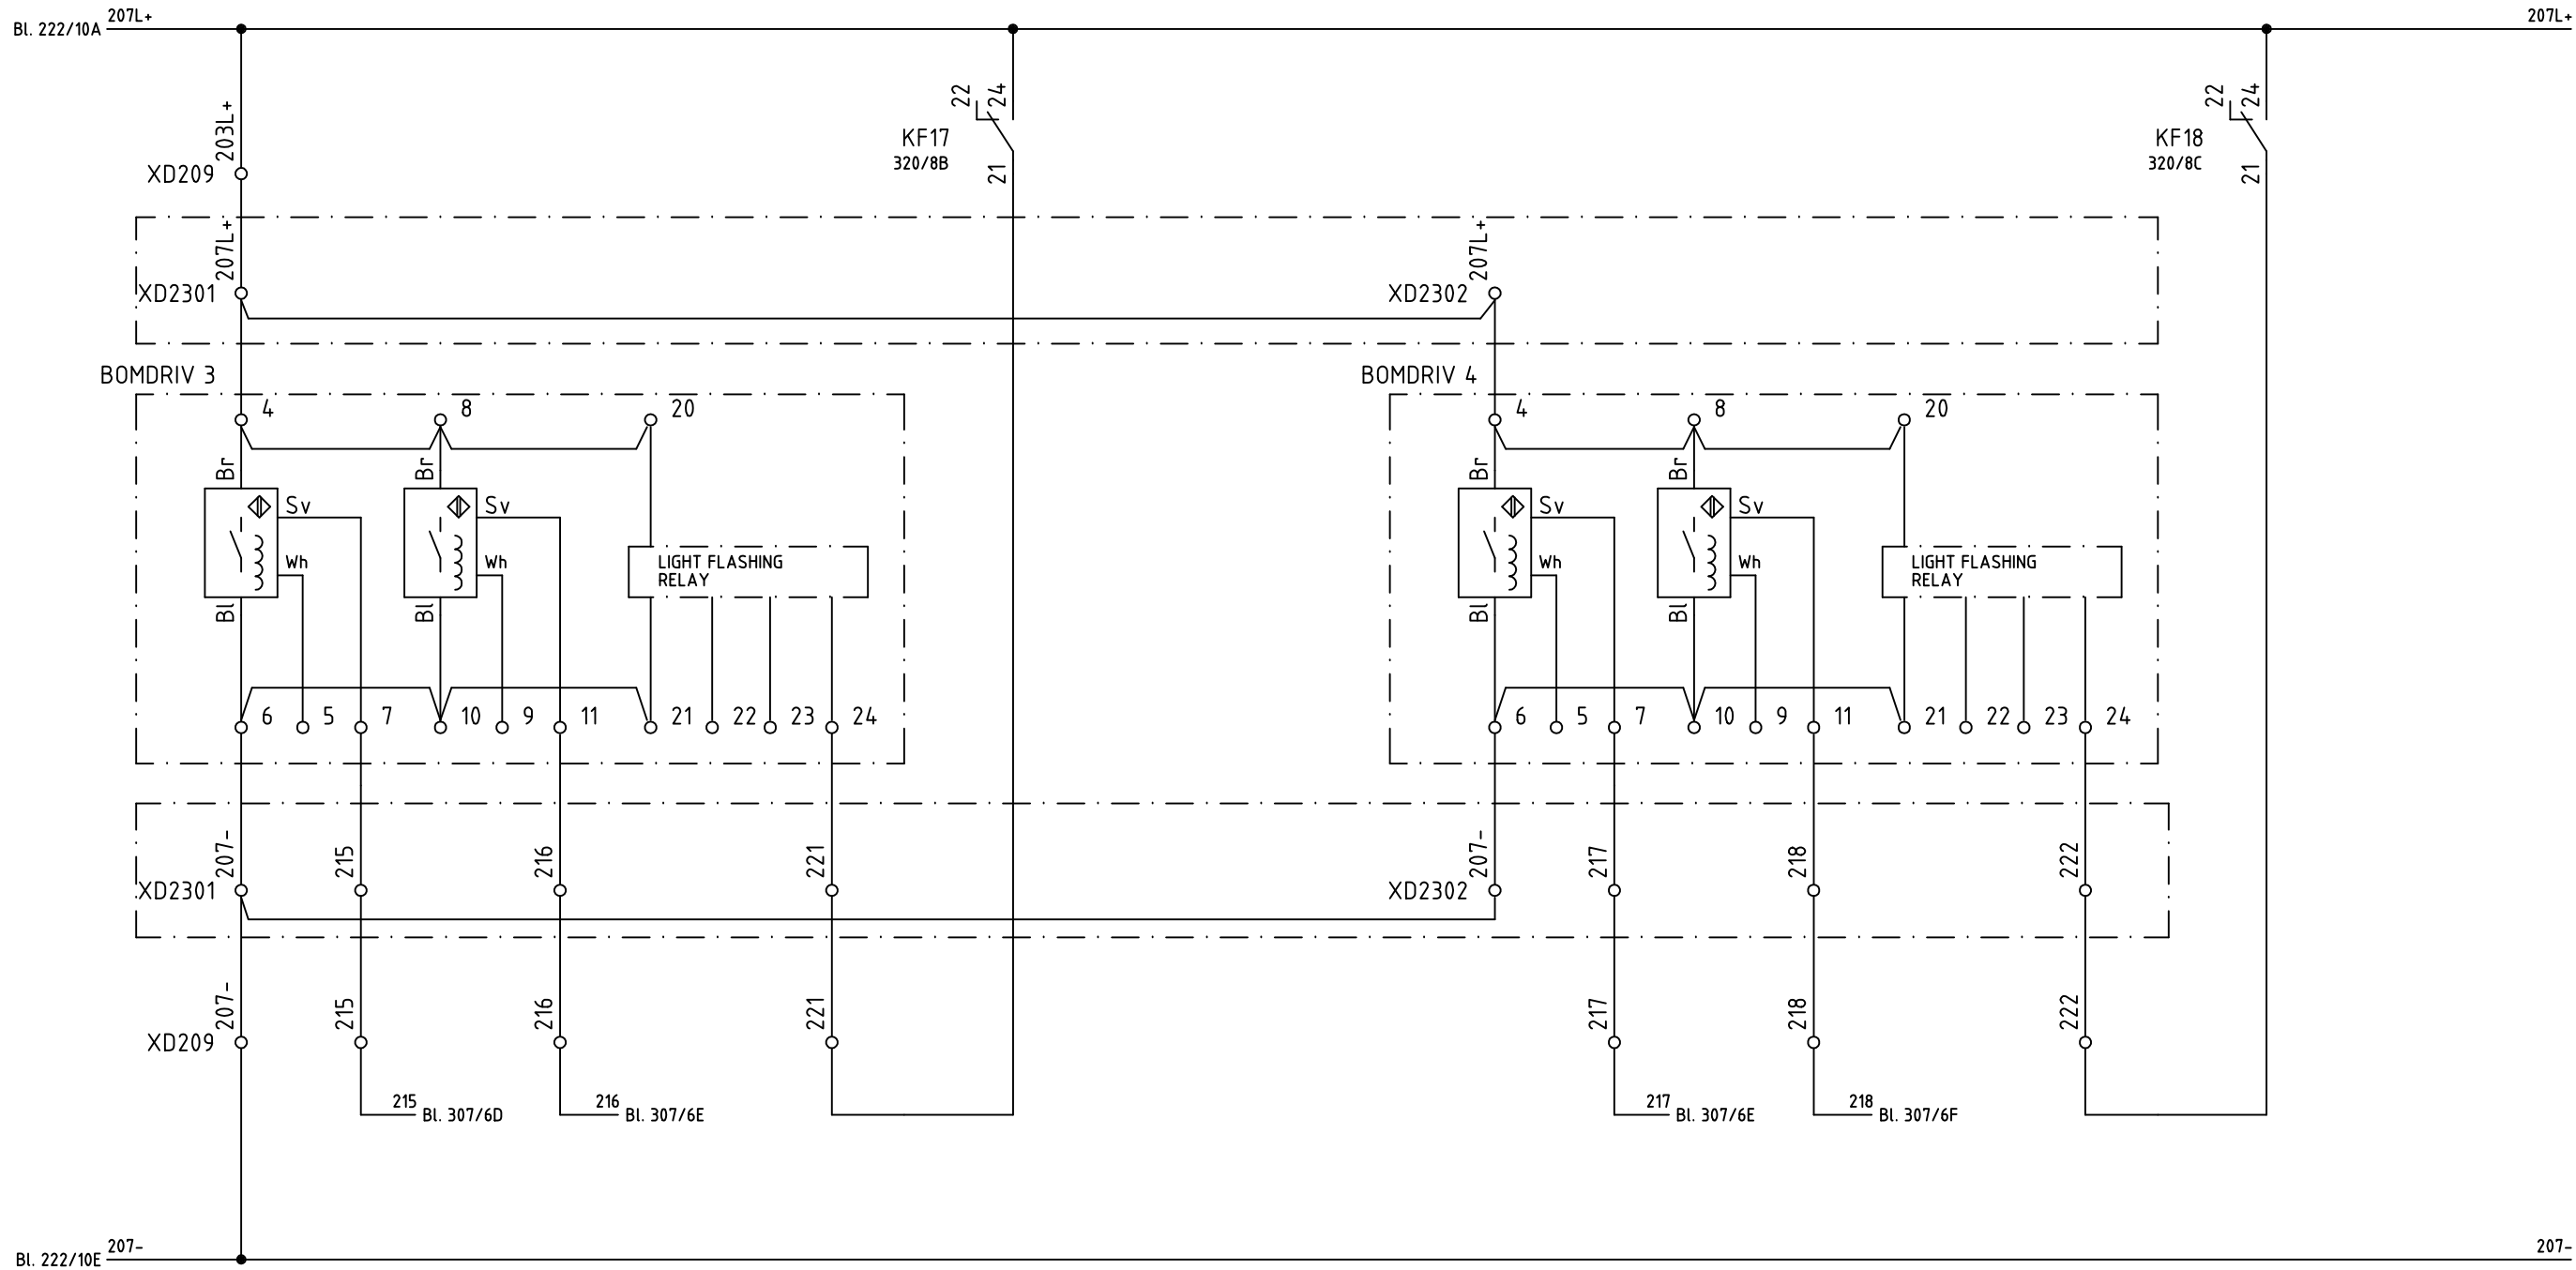 207L+
Bl. 222/10A
207L+
203L+
XD209
22
24
KF17
320/8B
21
22
24
KF18
320/8C
21
207L+
XD2301
207L+
XD2302
BOMDRIV 3
4
8
20
Br
Br
Sv
Sv
Wh
Wh
LIGHT FLASHING
RELAY
Bl
Bl
6
5
7
10
9
11
21
22
23
24
BOMDRIV 4
4
8
20
Br
Br
Sv
Sv
Wh
Wh
LIGHT FLASHING
RELAY
Bl
Bl
6
5
7
10
9
11
21
22
23
24
207-
215
216
221
XD2301
207-
217
218
222
XD2302
207-
215
216
221
XD209
217
218
222
215
Bl. 307/6D
216
Bl. 307/6E
217
Bl. 307/6E
218
Bl. 307/6F
207-
Bl. 222/10E
207-